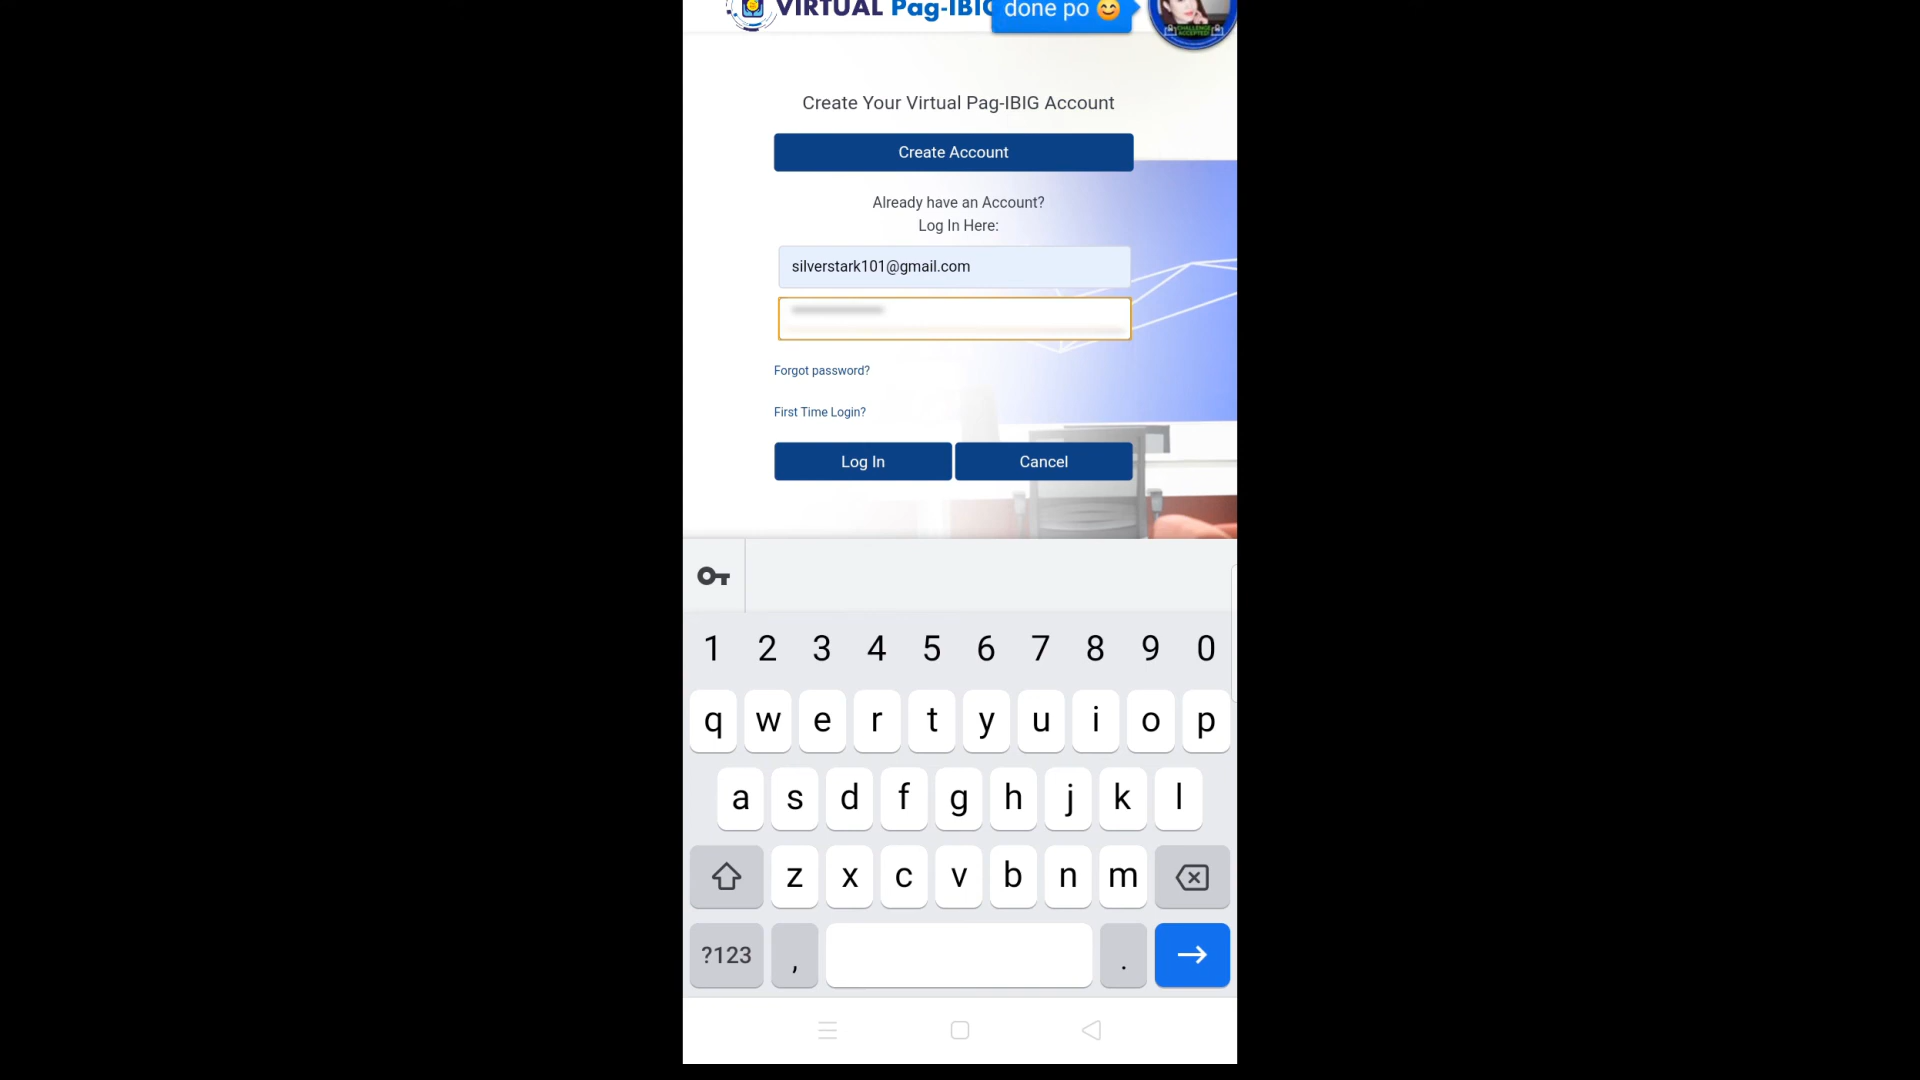 VIRTUAL Pag-IBIG
done po 😊
CHALLENGE
ACCEPTED!
Create Your Virtual Pag-IBIG Account
Create Account
Already have an Account?
Log In Here:
silverstark101@gmail.com
Forgot password?
First Time Login?
Log In Cancel
1 2 3 4 5 6 7 8 9 0
q w e r t y u i o p
a s d f g h j k l
z x c v b n m
?123 , .